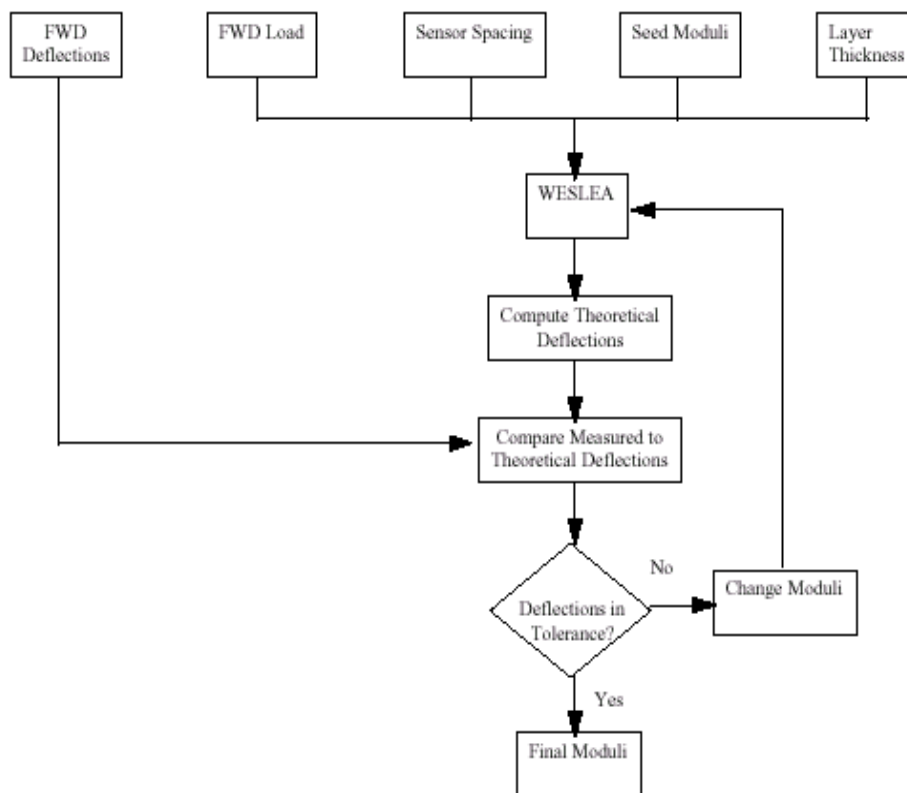 FWD
Deflections
FWD Load
Sensor Spacing
Seed Moduli
Layer
Thickness
WESLEA
Compute Theoretical
Deflections
Compare Measured to
Theoretical Deflections
No
Change Moduli
Deflections in
Tolerance?
Yes
Final Moduli